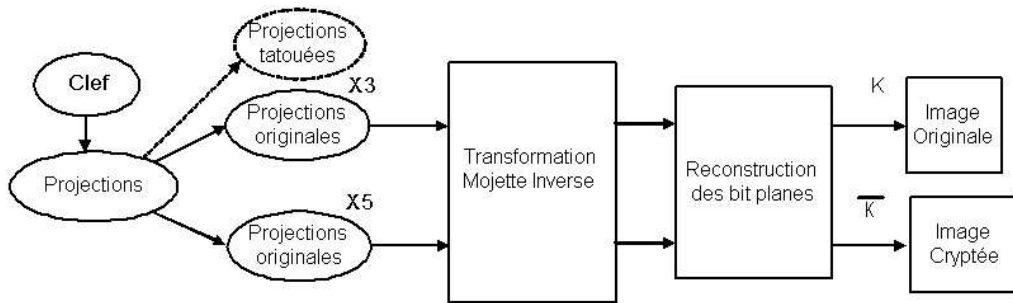 Clef
Projections
Projections
tatouées
X3
Projections
originales
X5
Projections
originales
Transformation
Mojette Inverse
Reconstruction
des bit planes
K
Image
Originale
K̅
Image
Cryptée